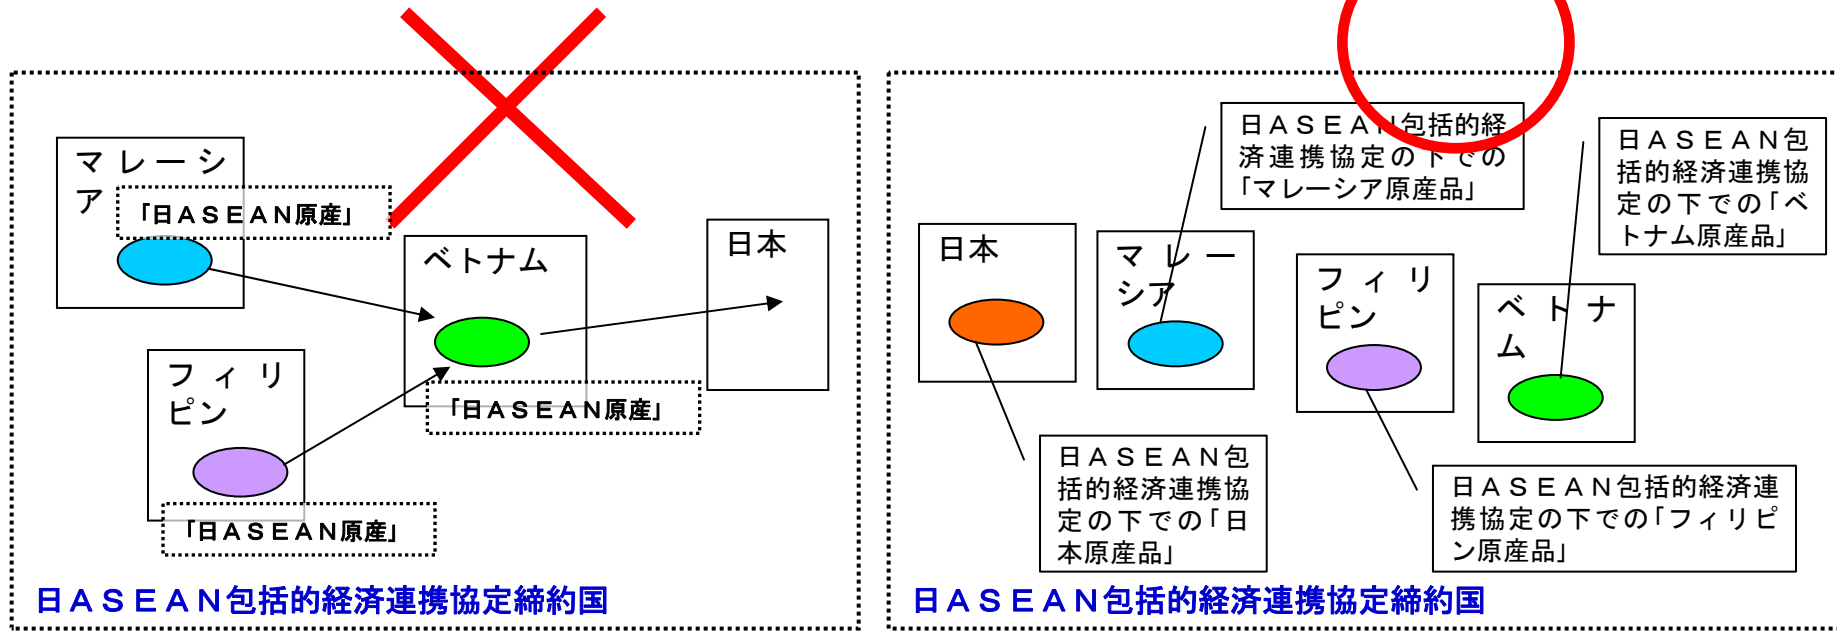 マレーシ
ア
「日ASEAN原産」
ベトナム
日本
「日ASEAN原産」
フィリ
ピン
「日ASEAN原産」
日ASEAN包括的経済連携協定締約国
日ASEAN包括的経
済連携協定の下での
「マレーシア原産品」
日ASEAN包
括的経済連携協
定の下での「ベ
トナム原産品」
日本
マレー
シア
フィリ
ピン
ベトナ
ム
日ASEAN包
括的経済連携協
定の下での「日
本原産品」
日ASEAN包括的経済連
携協定の下での「フィリピ
ン原産品」
日ASEAN包括的経済連携協定締約国